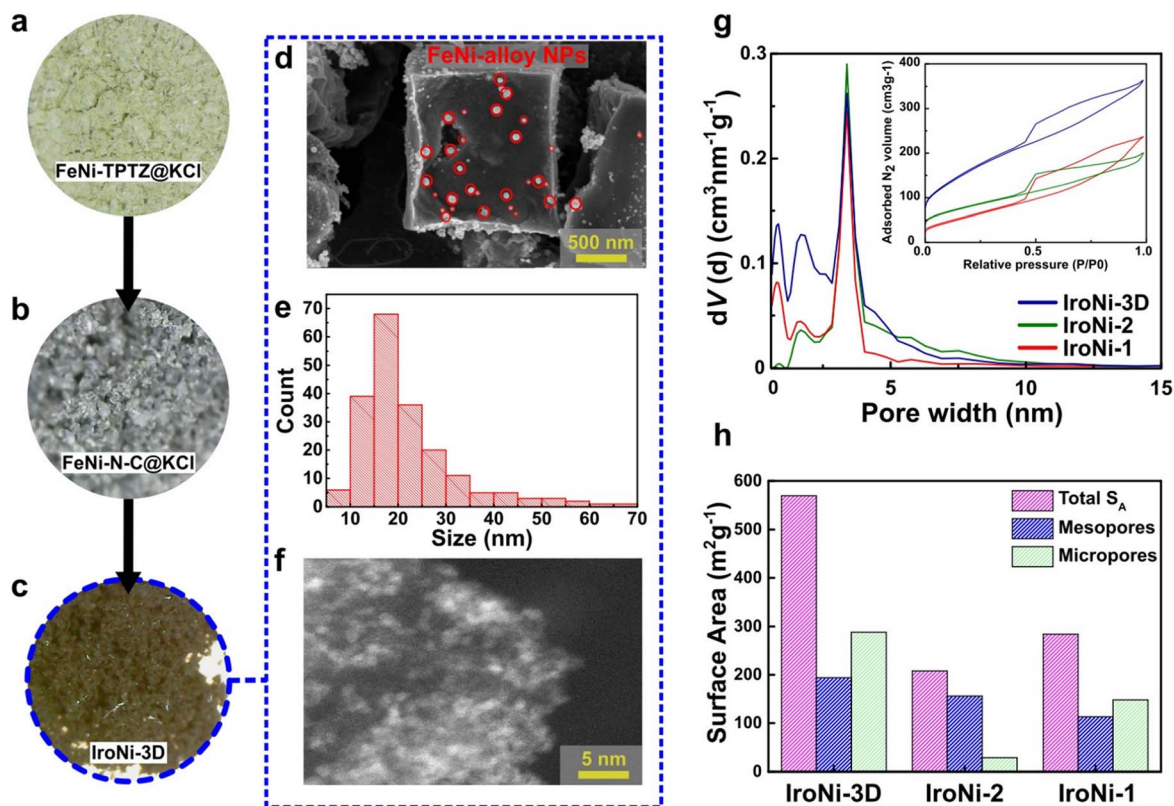 a
FeNi-TPTZ@KCl
b
FeNi-N-C@KCl
c
IroNi-3D
d
FeNi-alloy NPs
500 nm
e
70
60
50
40
30
20
10
0
Count
10 20 30 40 50 60 70
Size (nm)
f
5 nm
g
0.3
0.2
0.1
0
dV (d) (cm³nm⁻¹g⁻¹)
5 10 15
Pore width (nm)
400
300
200
100
0
Adsorbed N₂ volume (cm3g-1)
0.0 0.5 1.0
Relative pressure (P/P0)
IroNi-3D
IroNi-2
IroNi-1
h
600
500
400
300
200
100
0
Surface Area (m²g⁻¹)
Total S_A
Mesopores
Micropores
IroNi-3D IroNi-2 IroNi-1